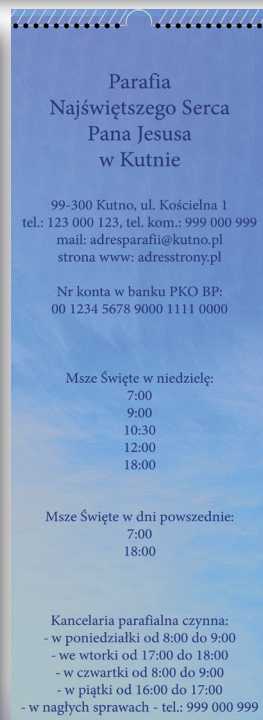 Parafia
Najświętszego Serca
Pana Jesusa
w Kutnie
99-300 Kutno, ul. Kościelna 1
tel.: 123 000 123, tel. kom.: 999 000 999
mail: adresparafii@kutno.pl
strona www: adresstrony.pl
Nr konta w banku PKO BP:
00 1234 5678 9000 1111 0000
Msze Święte w niedzielę:
7:00
9:00
10:30
12:00
18:00
Msze Święte w dni powszednie:
7:00
18:00
Kancelaria parafialna czynna:
- w poniedziałki od 8:00 do 9:00
- we wtorki od 17:00 do 18:00
- w czwartki od 8:00 do 9:00
- w piątki od 16:00 do 17:00
- w nagłych sprawach - tel.: 999 000 999